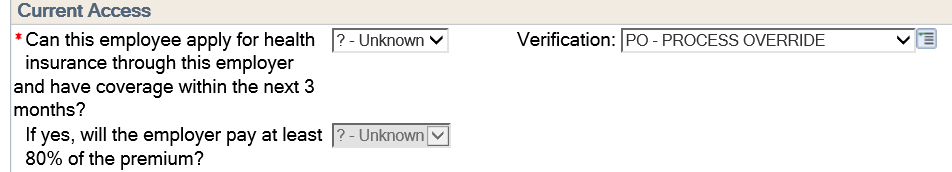 Current Access
* Can this employee apply for health ? - Unknown Verification: PO - PROCESS OVERRIDE
insurance through this employer
and have coverage within the next 3
months?
If yes, will the employer pay at least ? - Unknown
80% of the premium?